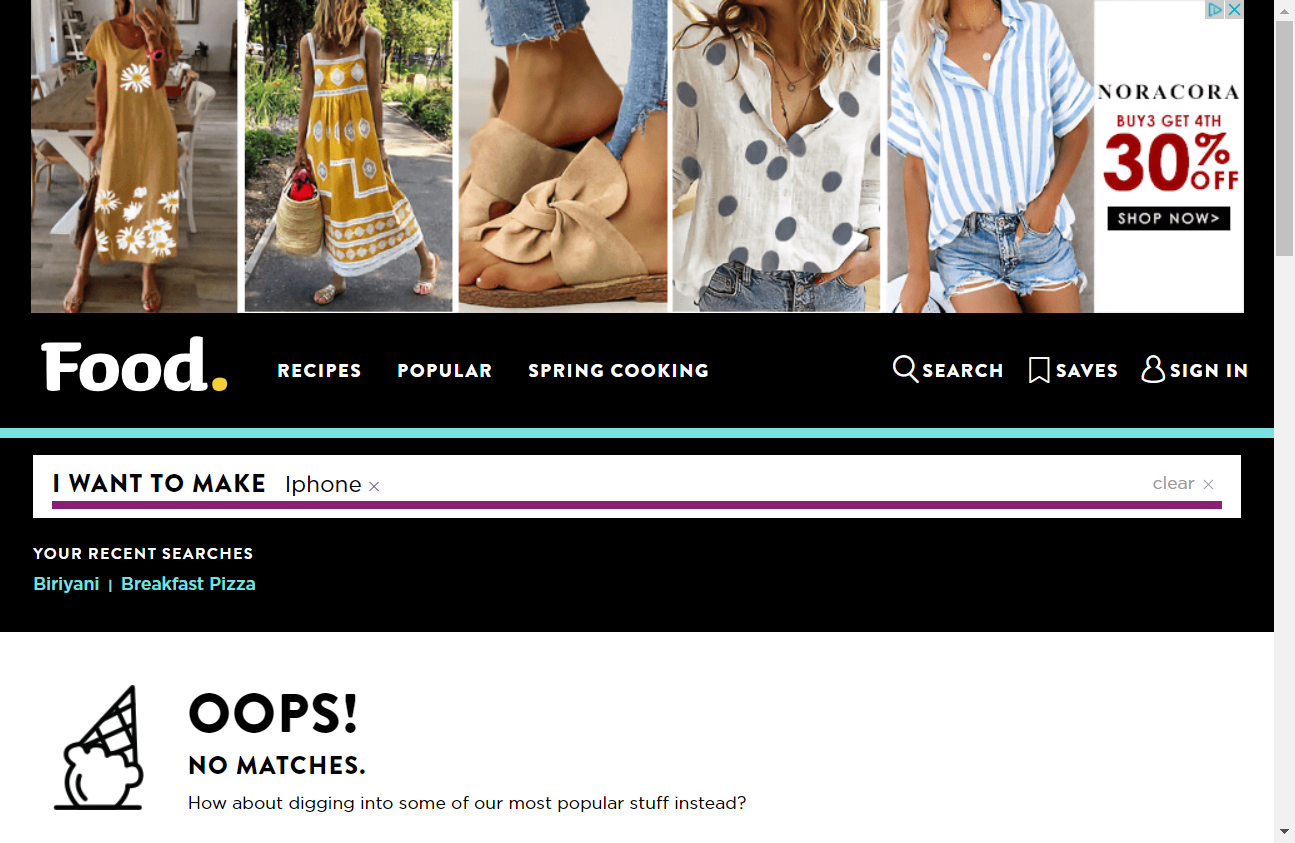 NORACORA
BUY3 GET 4TH
30% OFF
SHOP NOW>
Food.
RECIPES POPULAR SPRING COOKING SEARCH SAVES SIGN IN
I WANT TO MAKE Iphone × clear ×
YOUR RECENT SEARCHES
Biriyani | Breakfast Pizza
OOPS!
NO MATCHES.
How about digging into some of our most popular stuff instead?